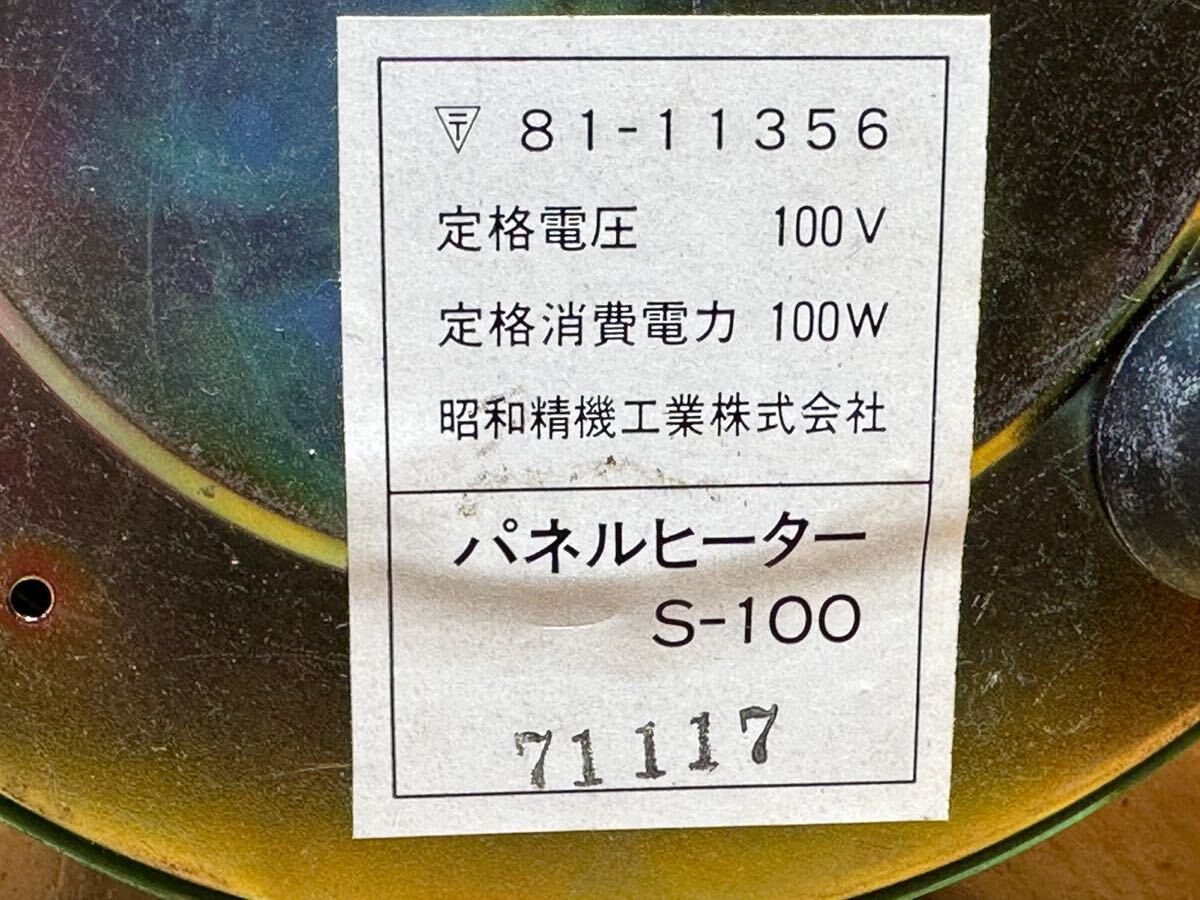 〒 81-11356
定格電圧 100V
定格消費電力 100W
昭和精機工業株式会社
パネルヒーター
S-100
71117